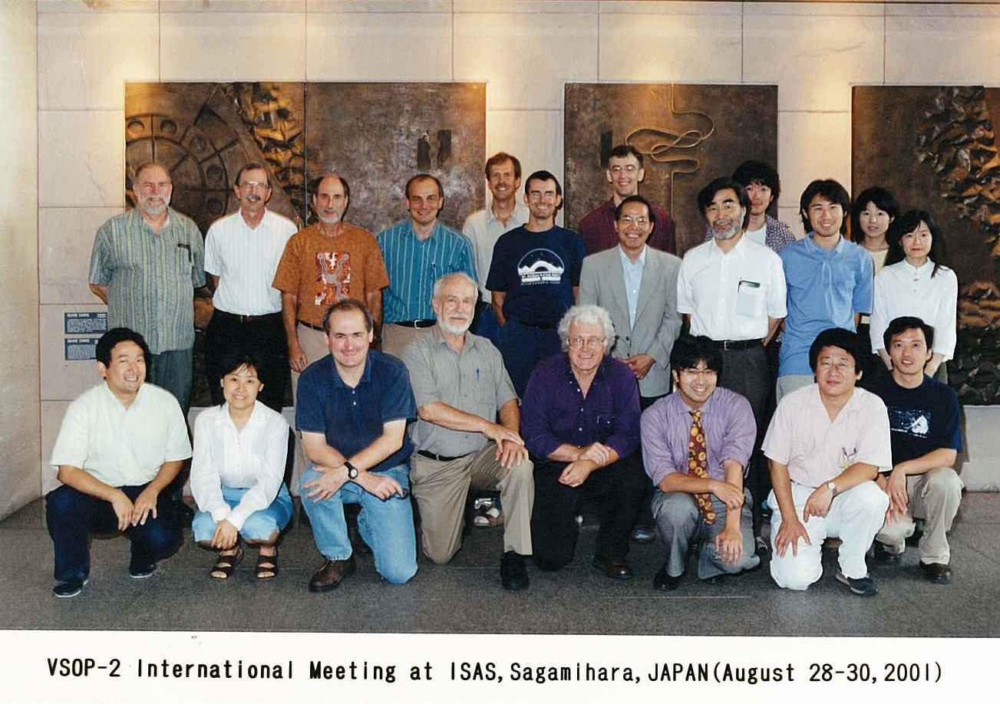 VSOP-2 International Meeting at ISAS, Sagamihara, JAPAN (August 28-30, 2001)